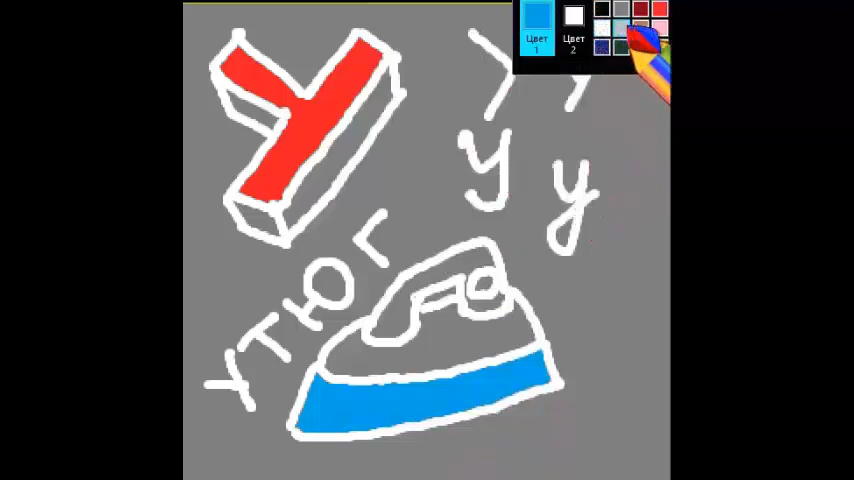 У
Цвет 1
Цвет 2
У у
У у
УТЮГ